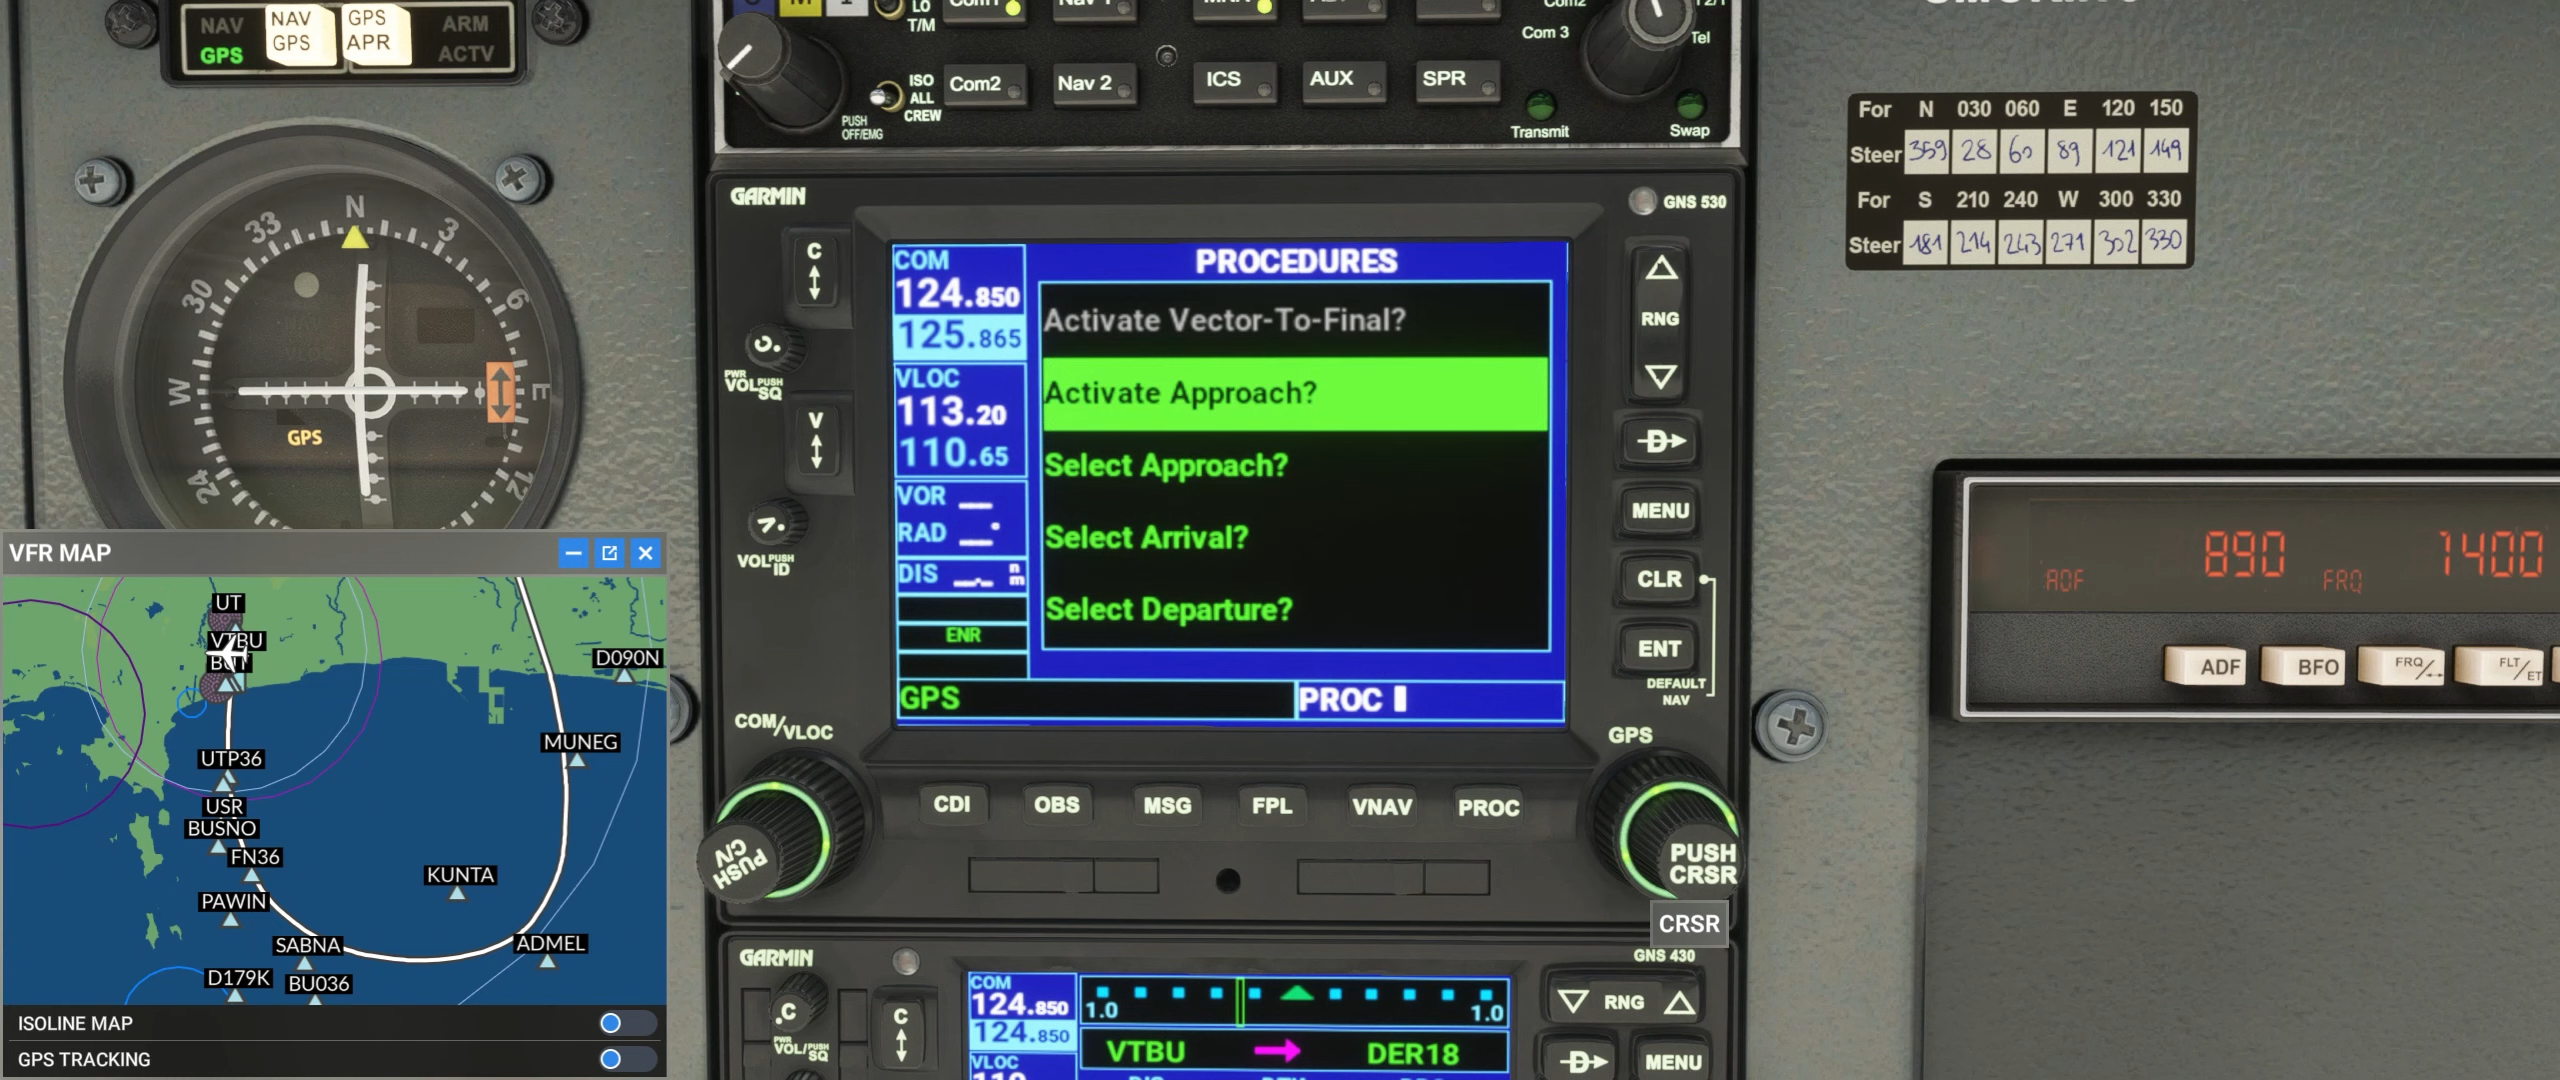 NAV
GPS
NAV
GPS
GPS
APR
ARM
ACTV
LO
T/M
Com 3
Tel
ISO
ALL
CREW
Com2
Nav 2
ICS
AUX
SPR
PUSH
OFF/EMG
Transmit
Swap
For N 030 060 E 120 150
Steer 359 28 60 89 121 149
For S 210 240 W 300 330
Steer 181 214 243 271 302 330
N
3
6
E
12
24
W
30
33
GPS
GARMIN
GNS 530
C
PWR
VOL PUSH
SQ
V
VOL PUSH
ID
COM/VLOC
PUSH
C/V
COM
124.850
125.865
VLOC
113.20
110.65
VOR ___
RAD ___°
DIS __._ nm
ENR
GPS
PROCEDURES
Activate Vector-To-Final?
Activate Approach?
Select Approach?
Select Arrival?
Select Departure?
PROC
RNG
D
MENU
CLR
ENT
DEFAULT
NAV
GPS
PUSH
CRSR
CRSR
CDI
OBS
MSG
FPL
VNAV
PROC
GARMIN
GNS 430
C
PWR
VOL/PUSH
SQ
C
COM
124.850
124.850
VLOC
1.0
1.0
VTBU
DER18
RNG
D
MENU
ADF
890
FRQ
1400
ADF
BFO
FRQ/
FLT/
ET
VFR MAP
UT
VTBU
D090N
UTP36
MUNEG
USR
BUSNO
FN36
KUNTA
PAWIN
SABNA
ADMEL
D179K
BU036
ISOLINE MAP
GPS TRACKING